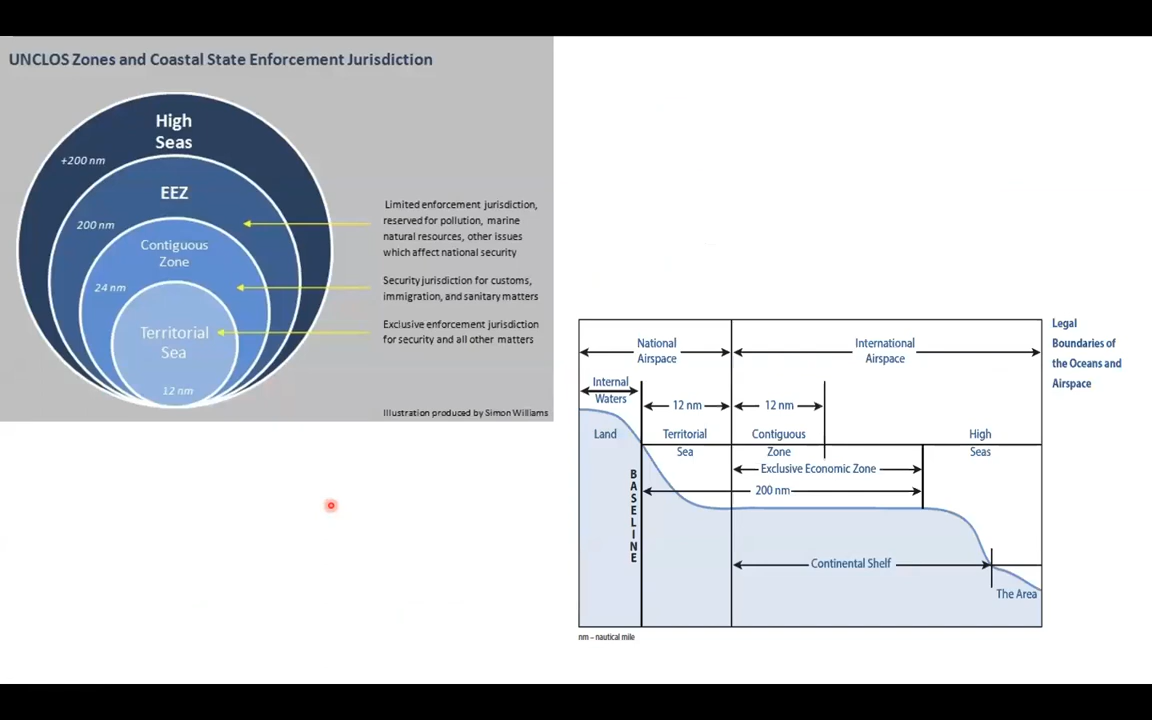 UNCLOS Zones and Coastal State Enforcement Jurisdiction
High
Seas
+200 nm
EEZ
200 nm
Contiguous
Zone
24 nm
Territorial
Sea
12 nm
Limited enforcement jurisdiction,
reserved for pollution, marine
natural resources, other issues
which affect national security
Security jurisdiction for customs,
immigration, and sanitary matters
Exclusive enforcement jurisdiction
for security and all other matters
Illustration produced by Simon Williams
Legal
Boundaries of
the Oceans and
Airspace
National
Airspace
International
Airspace
Internal
Waters
12 nm
12 nm
Land
Territorial
Sea
Contiguous
Zone
High
Seas
Exclusive Economic Zone
200 nm
BASELINE
Continental Shelf
The Area
nm – nautical mile